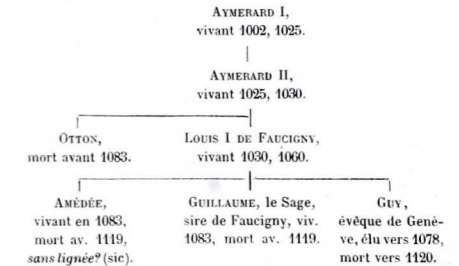 AYMERARD I,
vivant 1002, 1025.
AYMERARD II,
vivant 1025, 1030.
OTTON,
mort avant 1083.
LOUIS I DE FAUCIGNY,
vivant 1030, 1060.
AMÉDÉE,
vivant en 1083,
mort av. 1119,
sans lignée? (sic).
GUILLAUME, le Sage,
sire de Faucigny, viv.
1083, mort av. 1119.
GUY,
évêque de Genè-
ve, élu vers 1078,
mort vers 1120.